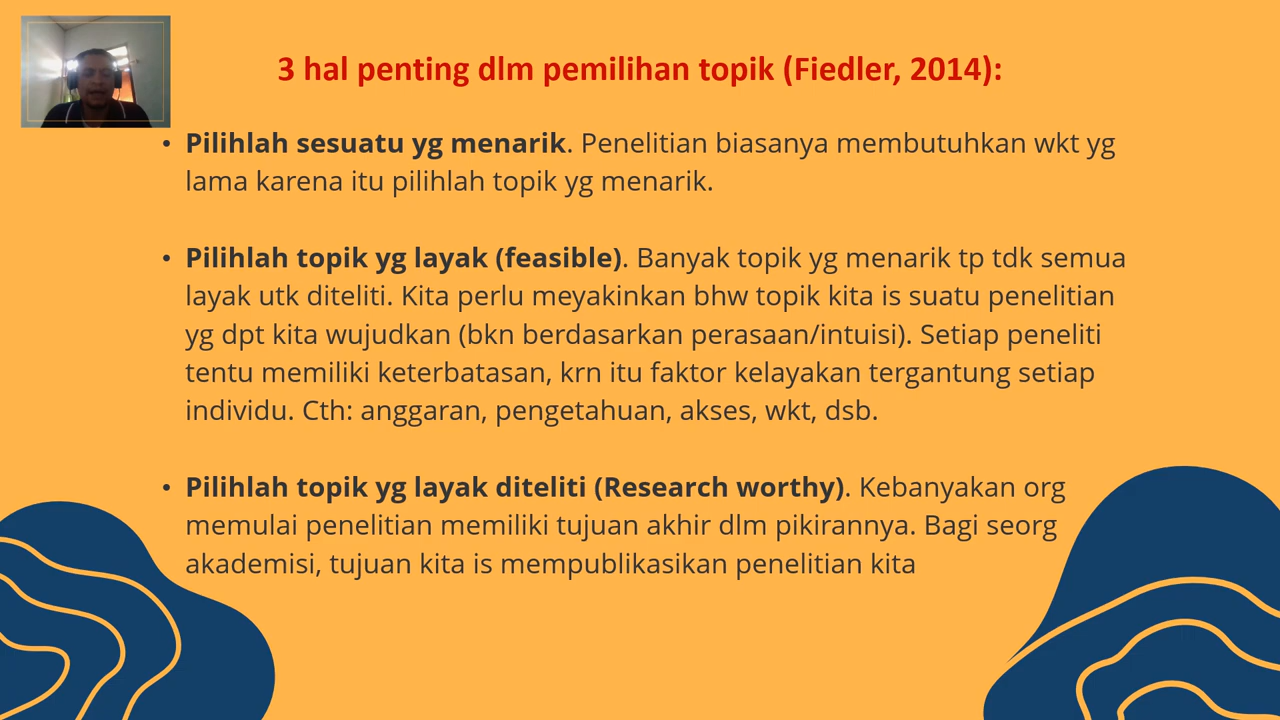 3 hal penting dlm pemilihan topik (Fiedler, 2014):
• Pilihlah sesuatu yg menarik. Penelitian biasanya membutuhkan wkt yg
lama karena itu pilihlah topik yg menarik.
• Pilihlah topik yg layak (feasible). Banyak topik yg menarik tp tdk semua
layak utk diteliti. Kita perlu meyakinkan bhw topik kita is suatu penelitian
yg dpt kita wujudkan (bkn berdasarkan perasaan/intuisi). Setiap peneliti
tentu memiliki keterbatasan, krn itu faktor kelayakan tergantung setiap
individu. Cth: anggaran, pengetahuan, akses, wkt, dsb.
• Pilihlah topik yg layak diteliti (Research worthy). Kebanyakan org
memulai penelitian memiliki tujuan akhir dlm pikirannya. Bagi seorg
akademisi, tujuan kita is mempublikasikan penelitian kita